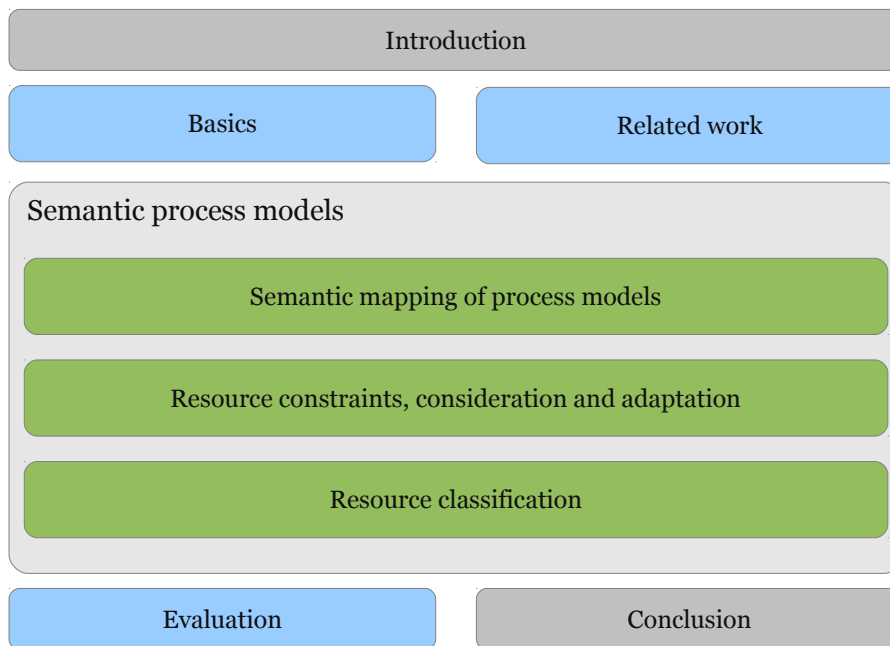 Introduction
Basics
Related work
Semantic process models
Semantic mapping of process models
Resource constraints, consideration and adaptation
Resource classification
Evaluation
Conclusion